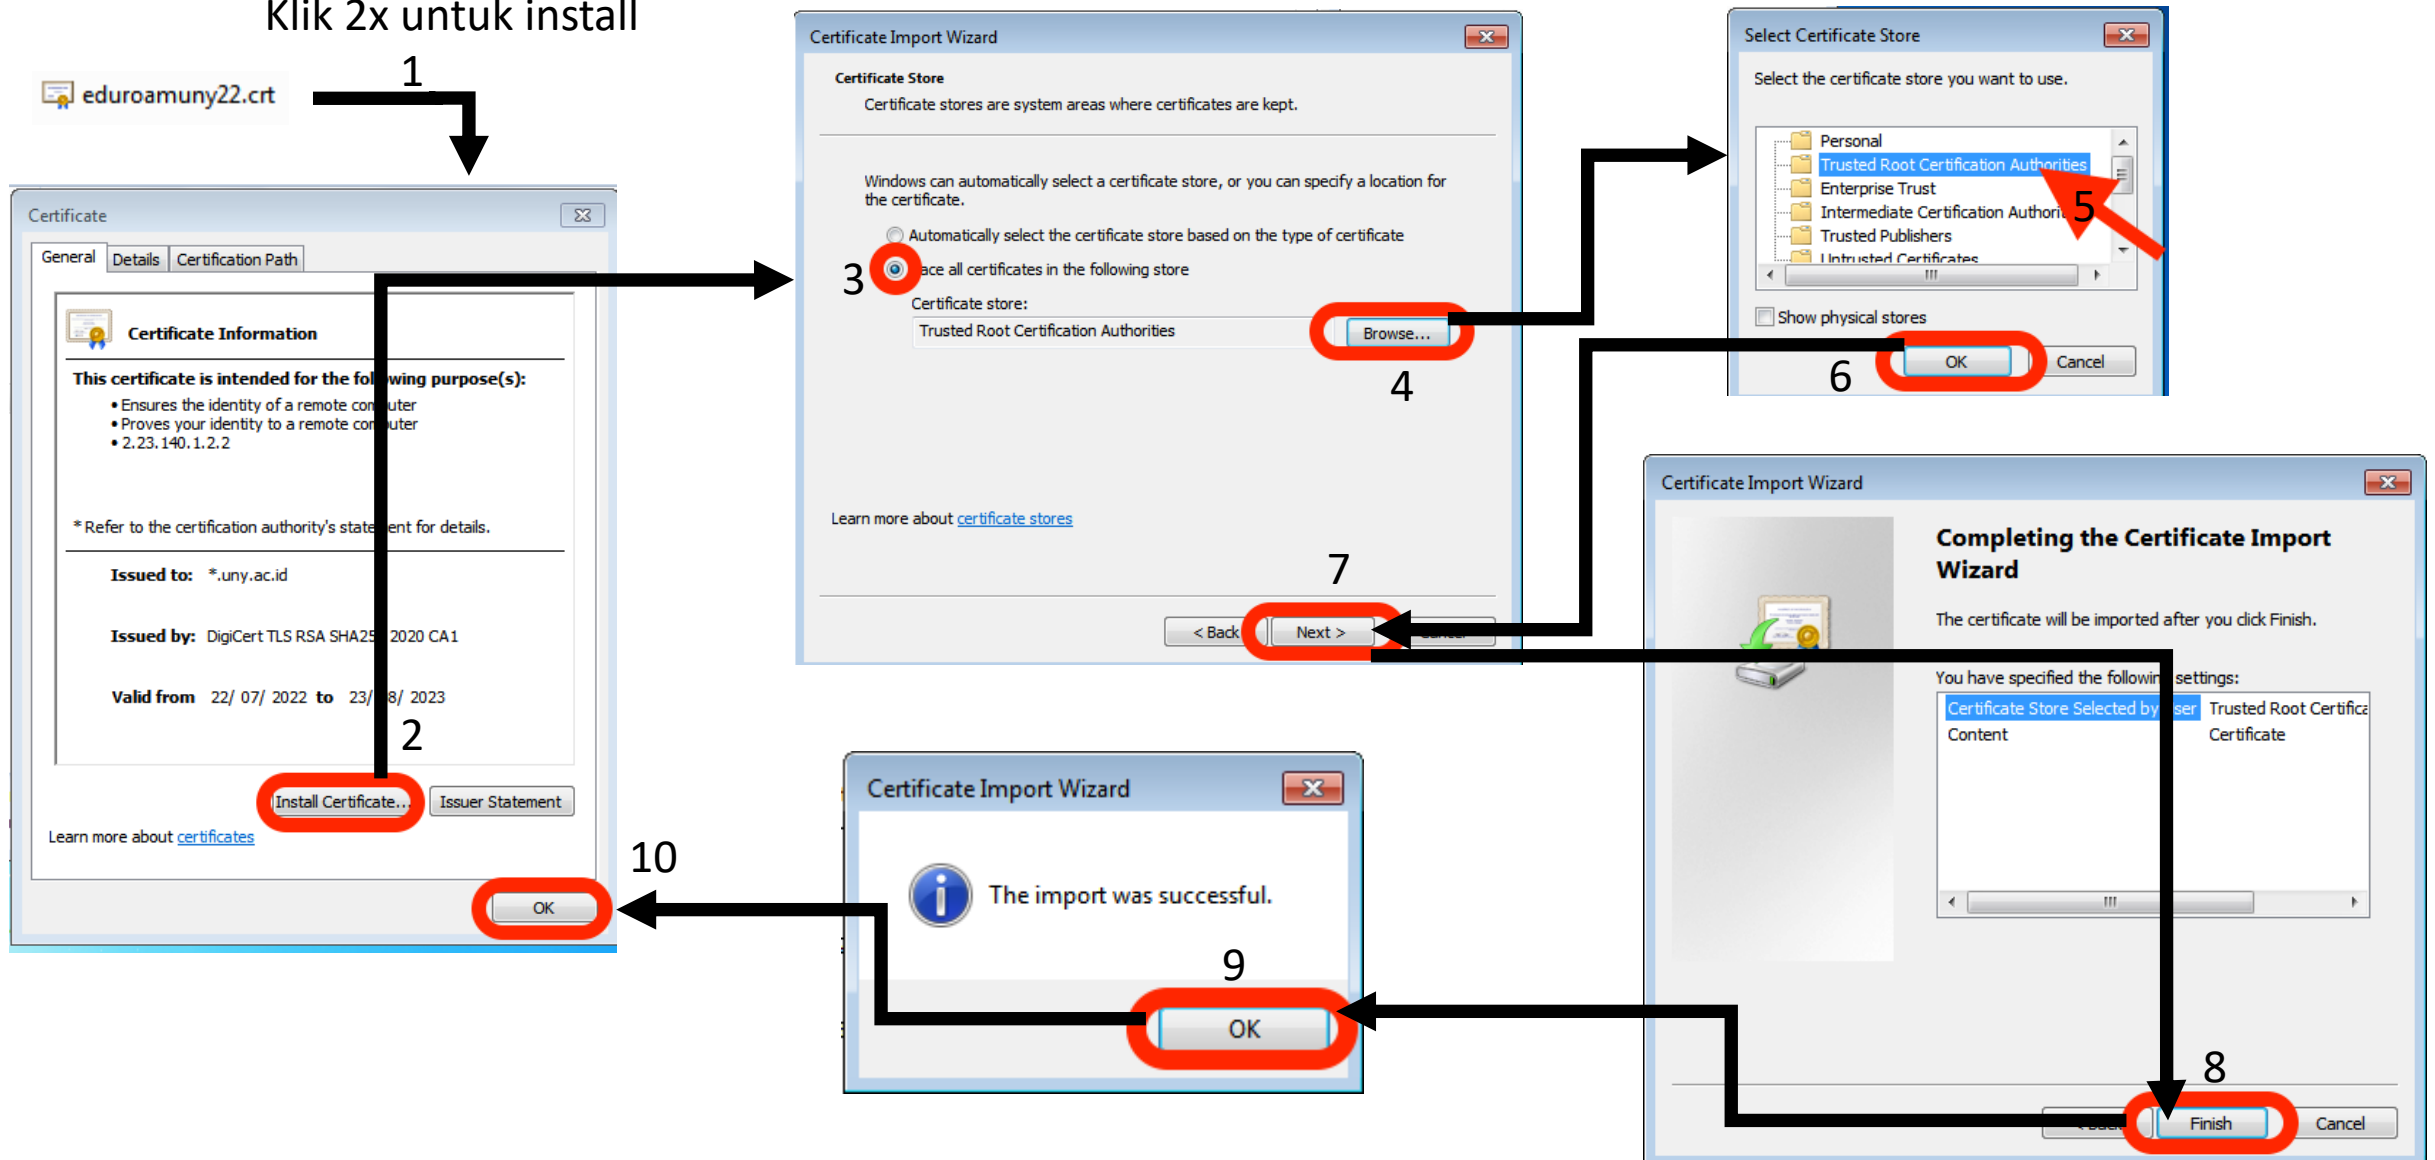 Klik 2x untuk install
1
eduroamuny22.crt
Certificate
General
Details
Certification Path
Certificate Information
This certificate is intended for the following purpose(s):
• Ensures the identity of a remote computer
• Proves your identity to a remote computer
• 2.23.140.1.2.2
* Refer to the certification authority's statement for details.
Issued to: *.uny.ac.id
Issued by: DigiCert TLS RSA SHA25 2020 CA1
Valid from 22/ 07/ 2022 to 23/ 8/ 2023
2
Install Certificate...
Issuer Statement
Learn more about certificates
OK
10
Certificate Import Wizard
Certificate Store
Certificate stores are system areas where certificates are kept.
Windows can automatically select a certificate store, or you can specify a location for
the certificate.
Automatically select the certificate store based on the type of certificate
3
ace all certificates in the following store
Certificate store:
Trusted Root Certification Authorities
Browse...
4
Learn more about certificate stores
7
< Back
Next >
Cancel
Select Certificate Store
Select the certificate store you want to use.
Personal
Trusted Root Certification Authorities
Enterprise Trust
Intermediate Certification Authorit
Trusted Publishers
Untrusted Certificates
5
Show physical stores
6
OK
Cancel
Certificate Import Wizard
Completing the Certificate Import
Wizard
The certificate will be imported after you click Finish.
You have specified the following settings:
Certificate Store Selected by User Trusted Root Certifica
Content Certificate
8
< Back
Finish
Cancel
Certificate Import Wizard
The import was successful.
9
OK